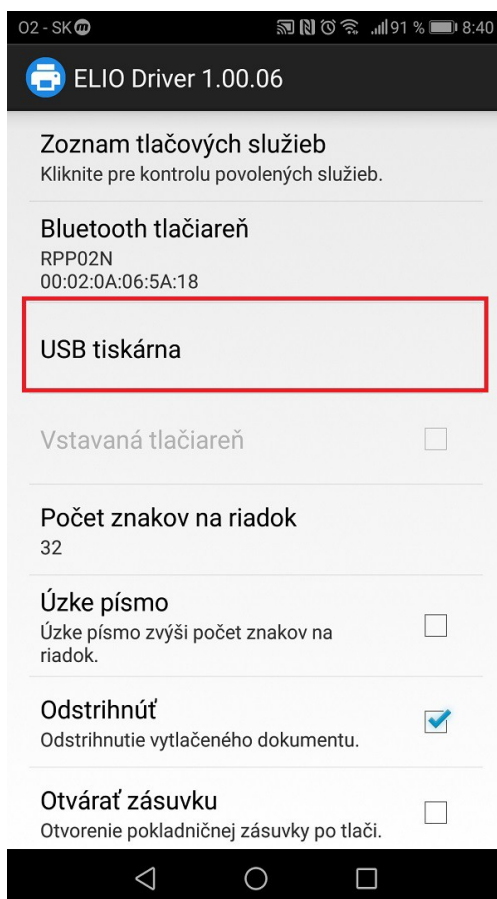 O2 - SK 91 % 8:40
ELIO Driver 1.00.06
Zoznam tlačových služieb
Kliknite pre kontrolu povolených služieb.
Bluetooth tlačiareň
RPP02N
00:02:0A:06:5A:18
USB tiskárna
Vstavaná tlačiareň
Počet znakov na riadok
32
Úzke písmo
Úzke písmo zvýši počet znakov na
riadok.
Odstrihnúť
Odstrihnutie vytlačeného dokumentu.
Otvárať zásuvku
Otvorenie pokladničnej zásuvky po tlači.